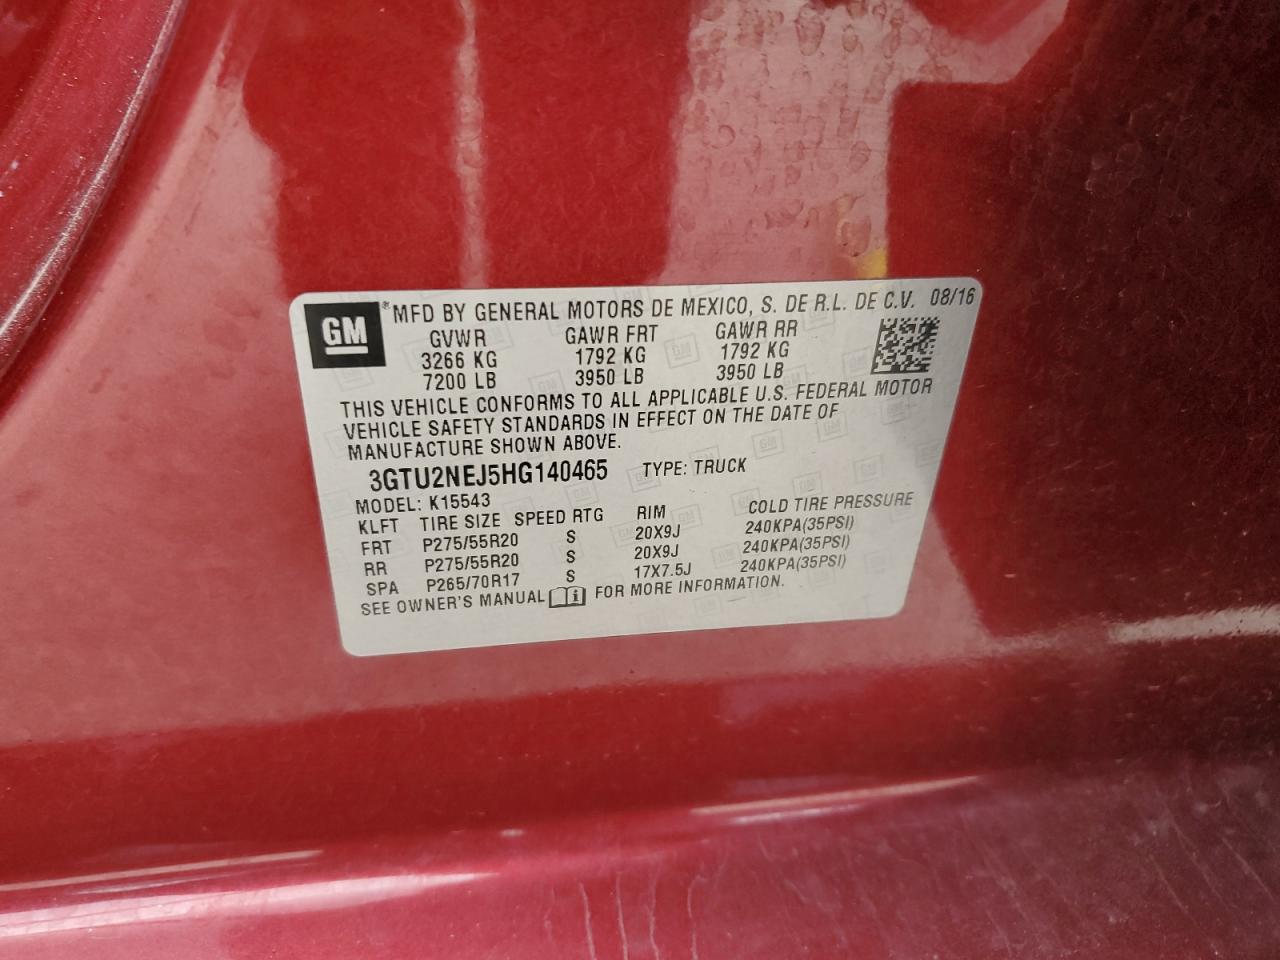 GM
®MFD BY GENERAL MOTORS DE MEXICO, S. DE R.L. DE C.V. 08/16
GVWR GAWR FRT GAWR RR
3266 KG 1792 KG 1792 KG
7200 LB 3950 LB 3950 LB
THIS VEHICLE CONFORMS TO ALL APPLICABLE U.S. FEDERAL MOTOR
VEHICLE SAFETY STANDARDS IN EFFECT ON THE DATE OF
MANUFACTURE SHOWN ABOVE.
3GTU2NEJ5HG140465 TYPE: TRUCK
MODEL: K15543
KLFT TIRE SIZE SPEED RTG RIM COLD TIRE PRESSURE
FRT P275/55R20 S 20X9J 240KPA(35PSI)
RR P275/55R20 S 20X9J 240KPA(35PSI)
SPA P265/70R17 S 17X7.5J 240KPA(35PSI)
SEE OWNER'S MANUAL FOR MORE INFORMATION.